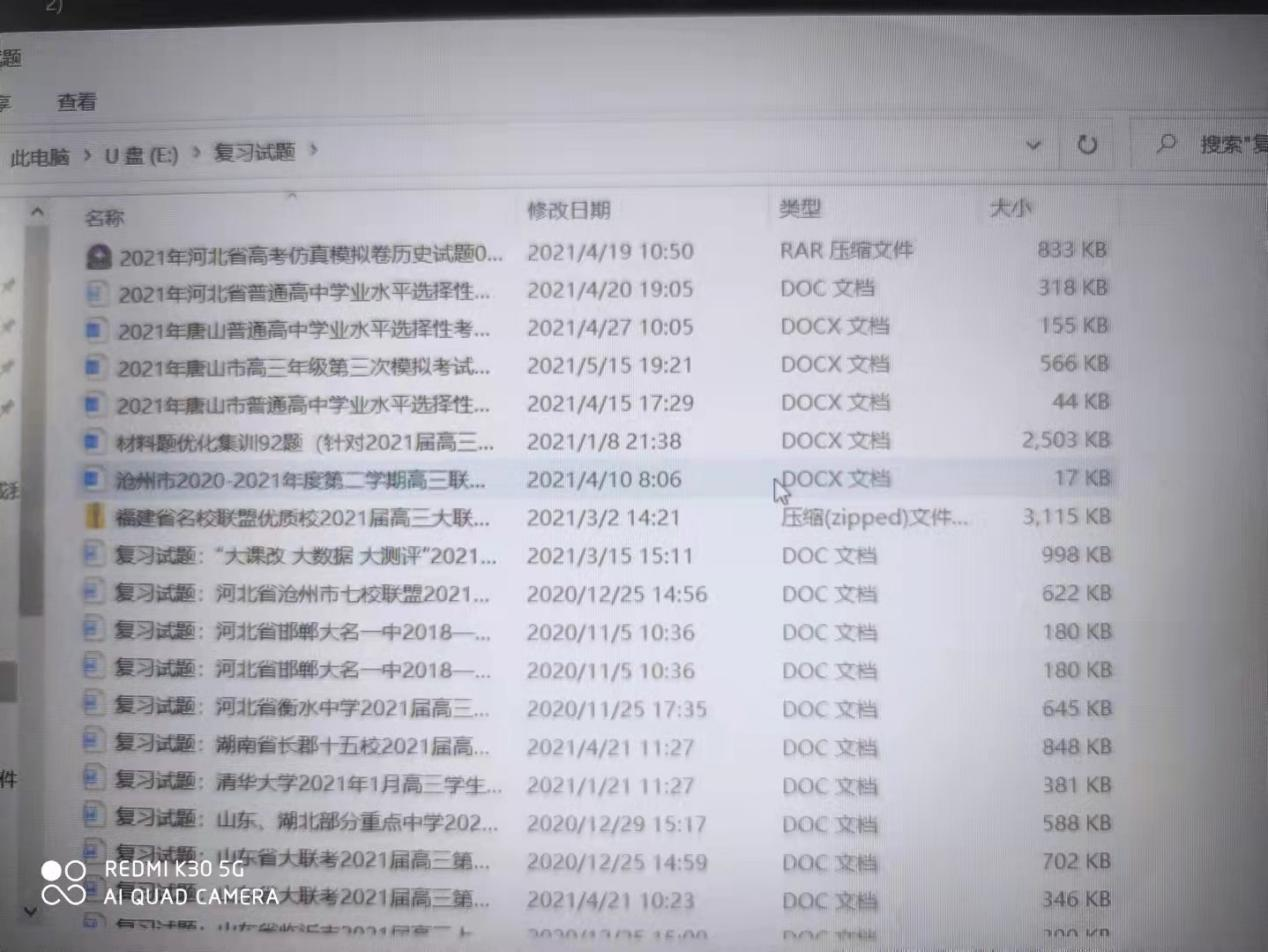 2)
试题
享 查看
此电脑 › U 盘 (E:) › 复习试题 › 搜索"复
名称 修改日期 类型 大小
2021年河北省高考仿真模拟卷历史试题0... 2021/4/19 10:50 RAR 压缩文件 833 KB
2021年河北省普通高中学业水平选择性... 2021/4/20 19:05 DOC 文档 318 KB
2021年唐山普通高中学业水平选择性考... 2021/4/27 10:05 DOCX 文档 155 KB
2021年唐山市高三年级第三次模拟考试... 2021/5/15 19:21 DOCX 文档 566 KB
2021年唐山市普通高中学业水平选择性... 2021/4/15 17:29 DOCX 文档 44 KB
材料题优化集训92题（针对2021届高三... 2021/1/8 21:38 DOCX 文档 2,503 KB
沧州市2020-2021年度第二学期高三联... 2021/4/10 8:06 DOCX 文档 17 KB
福建省名校联盟优质校2021届高三大联... 2021/3/2 14:21 压缩(zipped)文件... 3,115 KB
复习试题：“大课改 大数据 大测评”2021... 2021/3/15 15:11 DOC 文档 998 KB
复习试题：河北省沧州市七校联盟2021... 2020/12/25 14:56 DOC 文档 622 KB
复习试题：河北省邯郸大名一中2018—... 2020/11/5 10:36 DOC 文档 180 KB
复习试题：河北省邯郸大名一中2018—... 2020/11/5 10:36 DOC 文档 180 KB
复习试题：河北省衡水中学2021届高三... 2020/11/25 17:35 DOC 文档 645 KB
复习试题：湖南省长郡十五校2021届高... 2021/4/21 11:27 DOC 文档 848 KB
件 复习试题：清华大学2021年1月高三学生... 2021/1/21 11:27 DOC 文档 381 KB
复习试题：山东、湖北部分重点中学202... 2020/12/29 15:17 DOC 文档 588 KB
复习试题：山东省大联考2021届高三第... 2020/12/25 14:59 DOC 文档 702 KB
大联考2021届高三第... 2021/4/21 10:23 DOC 文档 346 KB
REDMI K30 5G
AI QUAD CAMERA